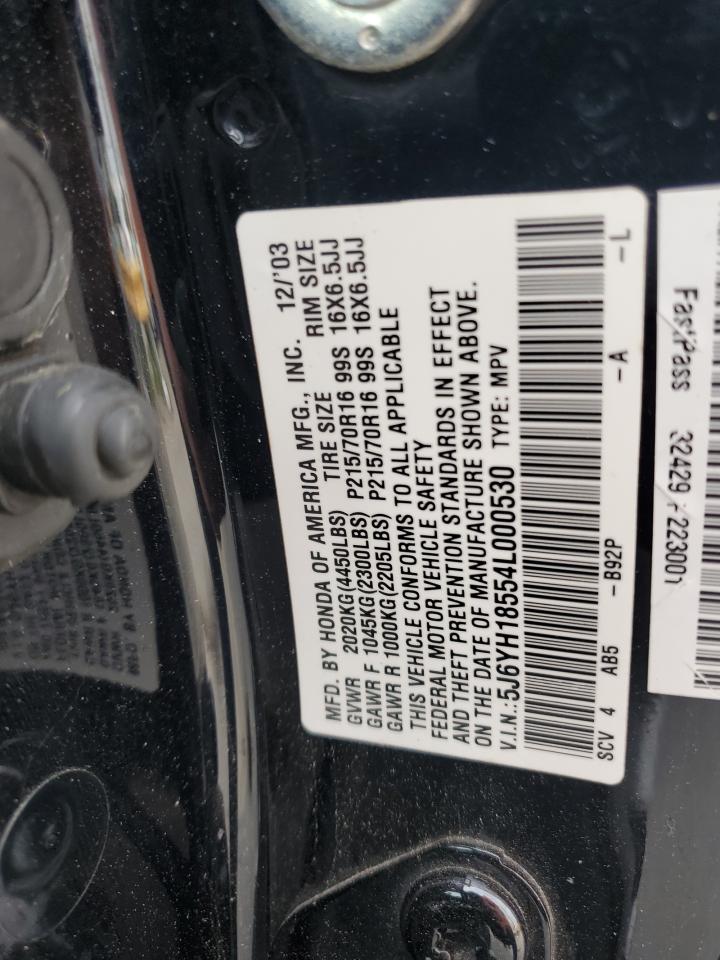 MFD. BY HONDA OF AMERICA MFG., INC. 12/'03
GVWR 2020KG(4450LBS) TIRE SIZE RIM SIZE
GAWR F 1045KG(2300LBS) P215/70R16 99S 16X6.5JJ
GAWR R 1000KG(2205LBS) P215/70R16 99S 16X6.5JJ
THIS VEHICLE CONFORMS TO ALL APPLICABLE
FEDERAL MOTOR VEHICLE SAFETY
AND THEFT PREVENTION STANDARDS IN EFFECT
ON THE DATE OF MANUFACTURE SHOWN ABOVE.
V.I.N.:5J6YH18554L000530 TYPE: MPV
SCV 4 AB5 -B92P -A -L
FastPass 32429 223001